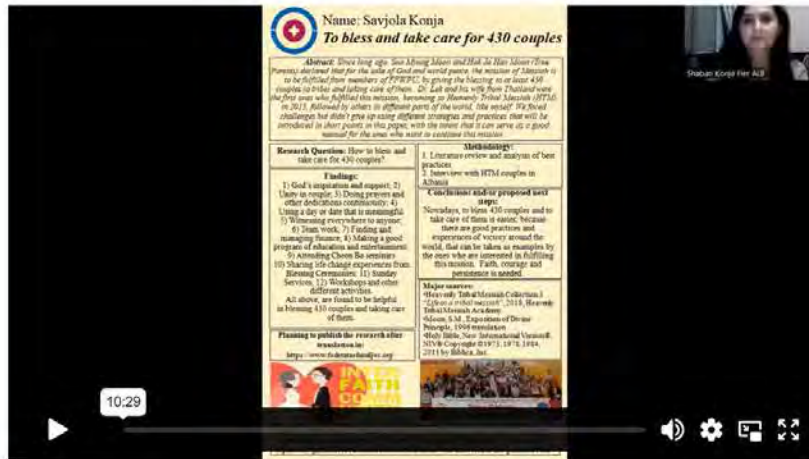 Name: Savjola Konja
To bless and take care for 430 couples
Shaban Konja Fier ALB
Abstract: Since long ago, Sun Myung Moon and Hak Ja Han Moon (True
Parents) declared that for the sake of God and world peace, the mission of Messiah is
to be fulfilled from members of FFWPU, by giving the blessing to at least 430
couples in tribes and taking care of them. Dr. Lek and his wife from Thailand were
the first ones who fulfilled this mission, becoming so Heavenly Tribal Messiah (HTM)
in 2015, followed by others in different parts of the world, like myself. We faced
challenges but didn't give up using different strategies and practices that will be
introduced in short points in this paper, with the intent that it can serve as a good
manual for the ones who want to continue this mission.
Research Question: How to bless and
take care for 430 couples?
Findings:
1) God's inspiration and support; 2)
Unity in couple; 3) Doing prayers and
other dedications continuously; 4)
Using a day or date that is meaningful
5) Witnessing everywhere to anyone;
6) Team work; 7) Finding and
managing finance; 8) Making a good
program of education and entertainment
9) Attending Cheon Bo seminars
10) Sharing life change experiences from
Blessing Ceremonies; 11) Sunday
Services; 12) Workshops and other
different activities.
All above, are found to be helpful
in blessing 430 couples and taking care
of them.
Planning to publish the research after
translation in:
Methodology:
1. Literature review and analysis of best
practices
2. Interview with HTM couples in
Albania
Conclusions and/or proposed next
steps:
Nowadays, to bless 430 couples and to
take care of them is easier, because
there are good practices and
experiences of victory around the
world, that can be taken as examples by
the ones who are interested in fulfilling
this mission. Faith, courage and
persistence is needed.
Major sources:
•Heavenly Tribal Messiah Collection 1
"Life as a tribal messiah", 2018, Heavenly
Tribal Messiah Academy
•Moon, S.M., Exposition of Divine
Principle, 1996 translation
•Holy Bible, New International Version®,
NIV® Copyright ©1973, 1978, 1984,
2011 by Biblica, Inc.
INTER
FAITH
10:29